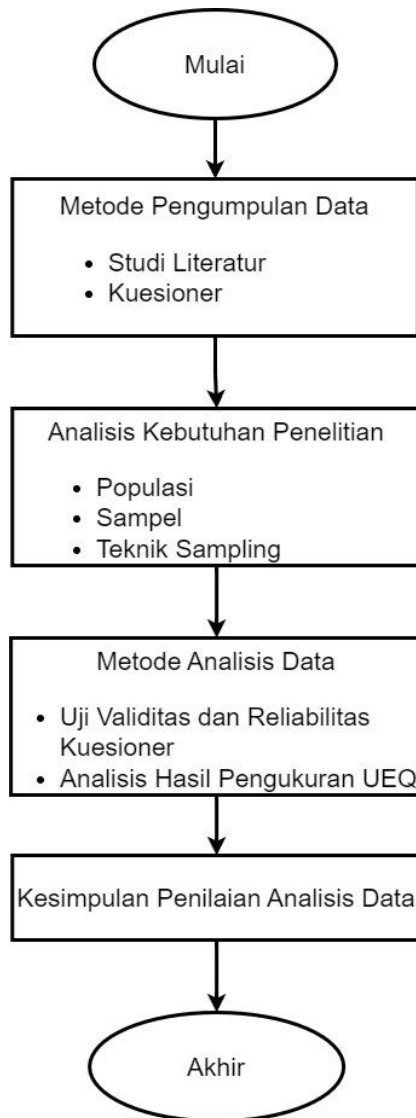 Mulai
Metode Pengumpulan Data
• Studi Literatur
• Kuesioner
Analisis Kebutuhan Penelitian
• Populasi
• Sampel
• Teknik Sampling
Metode Analisis Data
• Uji Validitas dan Reliabilitas
Kuesioner
• Analisis Hasil Pengukuran UEQ
Kesimpulan Penilaian Analisis Data
Akhir